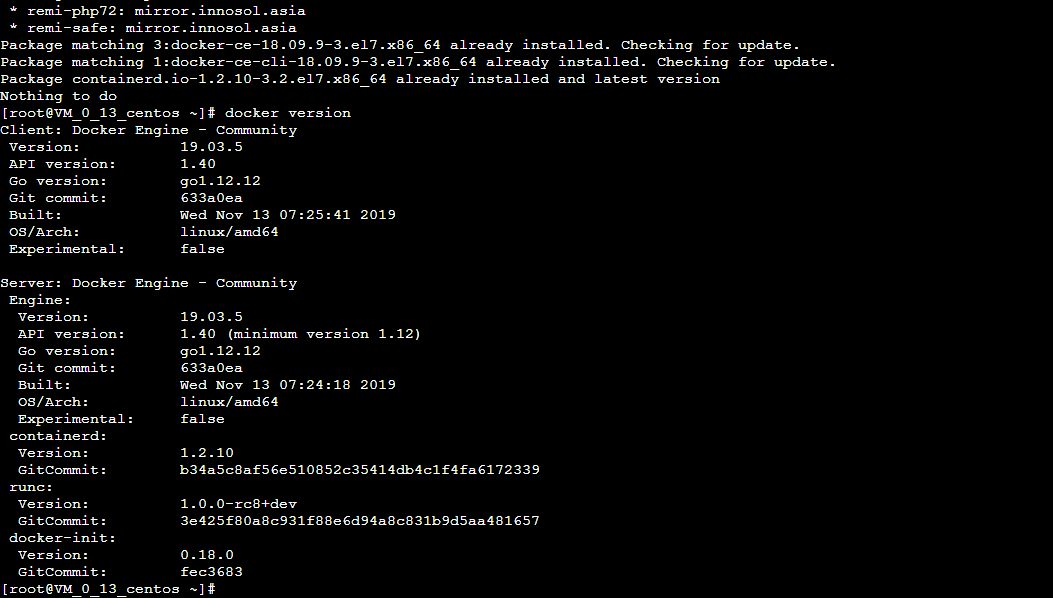 * remi-php72: mirror.innosol.asia
* remi-safe: mirror.innosol.asia
Package matching 3:docker-ce-18.09.9-3.el7.x86_64 already installed. Checking for update.
Package matching 1:docker-ce-cli-18.09.9-3.el7.x86_64 already installed. Checking for update.
Package containerd.io-1.2.10-3.2.el7.x86_64 already installed and latest version
Nothing to do
[root@VM_0_13_centos ~]# docker version
Client: Docker Engine - Community
 Version:           19.03.5
 API version:       1.40
 Go version:        go1.12.12
 Git commit:        633a0ea
 Built:             Wed Nov 13 07:25:41 2019
 OS/Arch:           linux/amd64
 Experimental:      false

Server: Docker Engine - Community
 Engine:
  Version:          19.03.5
  API version:      1.40 (minimum version 1.12)
  Go version:       go1.12.12
  Git commit:       633a0ea
  Built:            Wed Nov 13 07:24:18 2019
  OS/Arch:          linux/amd64
  Experimental:     false
 containerd:
  Version:          1.2.10
  GitCommit:        b34a5c8af56e510852c35414db4c1f4fa6172339
 runc:
  Version:          1.0.0-rc8+dev
  GitCommit:        3e425f80a8c931f88e6d94a8c831b9d5aa481657
 docker-init:
  Version:          0.18.0
  GitCommit:        fec3683
[root@VM_0_13_centos ~]#